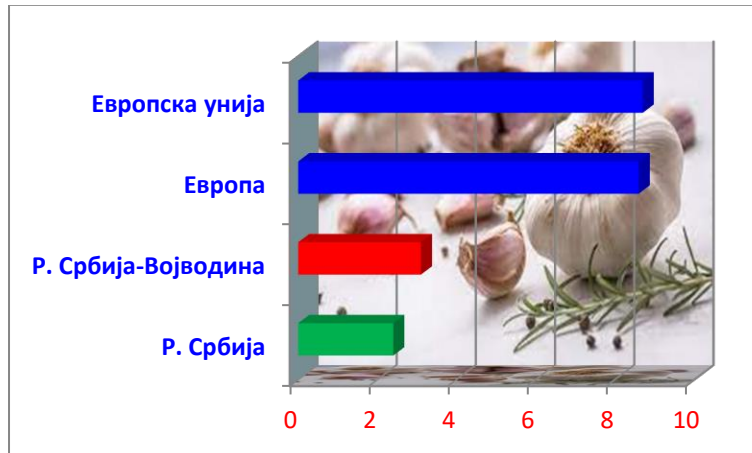 Европска унија
Европа
Р. Србија-Војводина
Р. Србија
0 2 4 6 8 10